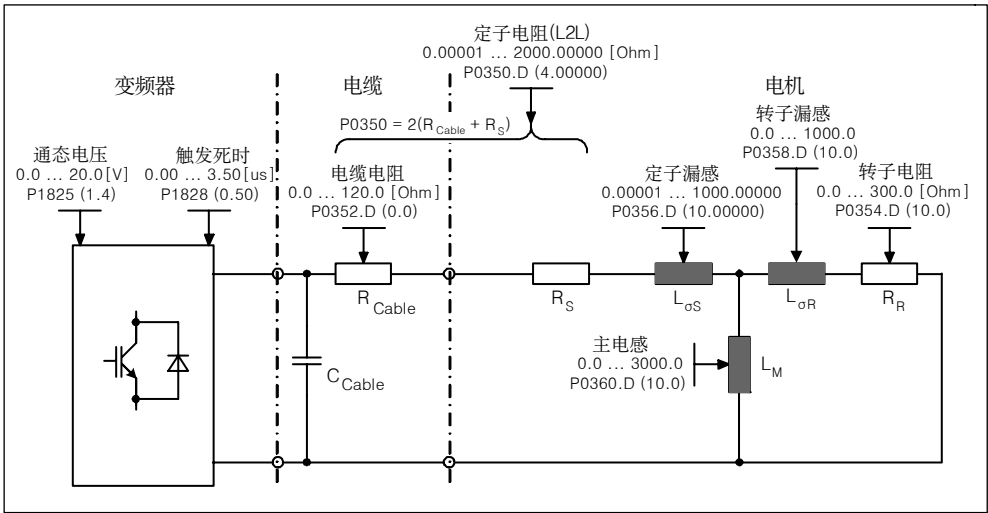 定子电阻(L2L)
0.00001 ... 2000.00000 [Ohm]
P0350.D (4.00000)
变频器
电缆
电机
P0350 = 2(R_Cable + R_S)
转子漏感
0.0 ... 1000.0
P0358.D (10.0)
通态电压
0.0 ... 20.0[V]
P1825 (1.4)
触发死时
0.00 ... 3.50[us]
P1828 (0.50)
电缆电阻
0.0 ... 120.0 [Ohm]
P0352.D (0.0)
定子漏感
0.00001 ... 1000.00000
P0356.D (10.00000)
转子电阻
0.0 ... 300.0 [Ohm]
P0354.D (10.0)
R_Cable
R_S
L_σS
L_σR
R_R
C_Cable
主电感
0.0 ... 3000.0
P0360.D (10.0)
L_M